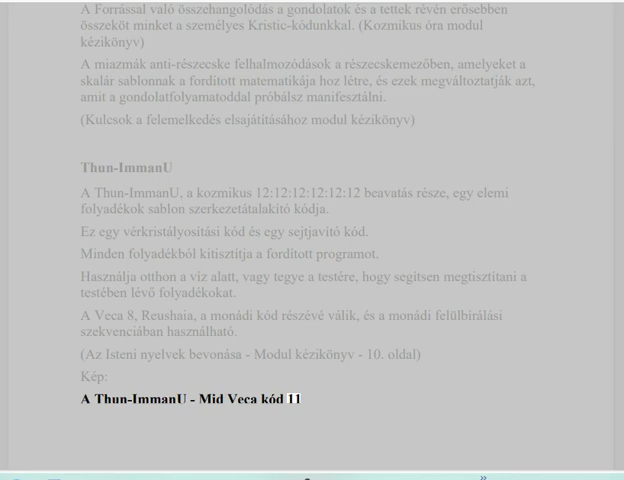 A Forrással való összehangolódás a gondolatok és a tettek révén erősebben
összeköt minket a személyes Kristic-kódunkkal. (Kozmikus óra modul
kézikönyv)
A miazmák anti-részecske felhalmozódások a részecskemezőben, amelyeket a
skalár sablonnak a fordított matematikája hoz létre, és ezek megváltoztatják azt,
amit a gondolatfolyamatoddal próbálsz manifesztálni.
(Kulcsok a felemelkedés elsajátításához modul kézikönyv)
Thun-ImmanU
A Thun-ImmanU, a kozmikus 12:12:12:12:12:12 beavatás része, egy elemi
folyadékok sablon szerkezetátalakító kódja.
Ez egy vérkristályosítási kód és egy sejtjavító kód.
Minden folyadékból kitisztítja a fordított programot.
Használja otthon a víz alatt, vagy tegye a testére, hogy segítsen megtisztítani a
testében lévő folyadékokat.
A Veca 8, Reushaia, a monádi kód részévé válik, és a monádi felülbírálási
szekvenciában használható.
(Az Isteni nyelvek bevonása - Modul kézikönyv - 10. oldal)
Kép:
A Thun-ImmanU - Mid Veca kód 11